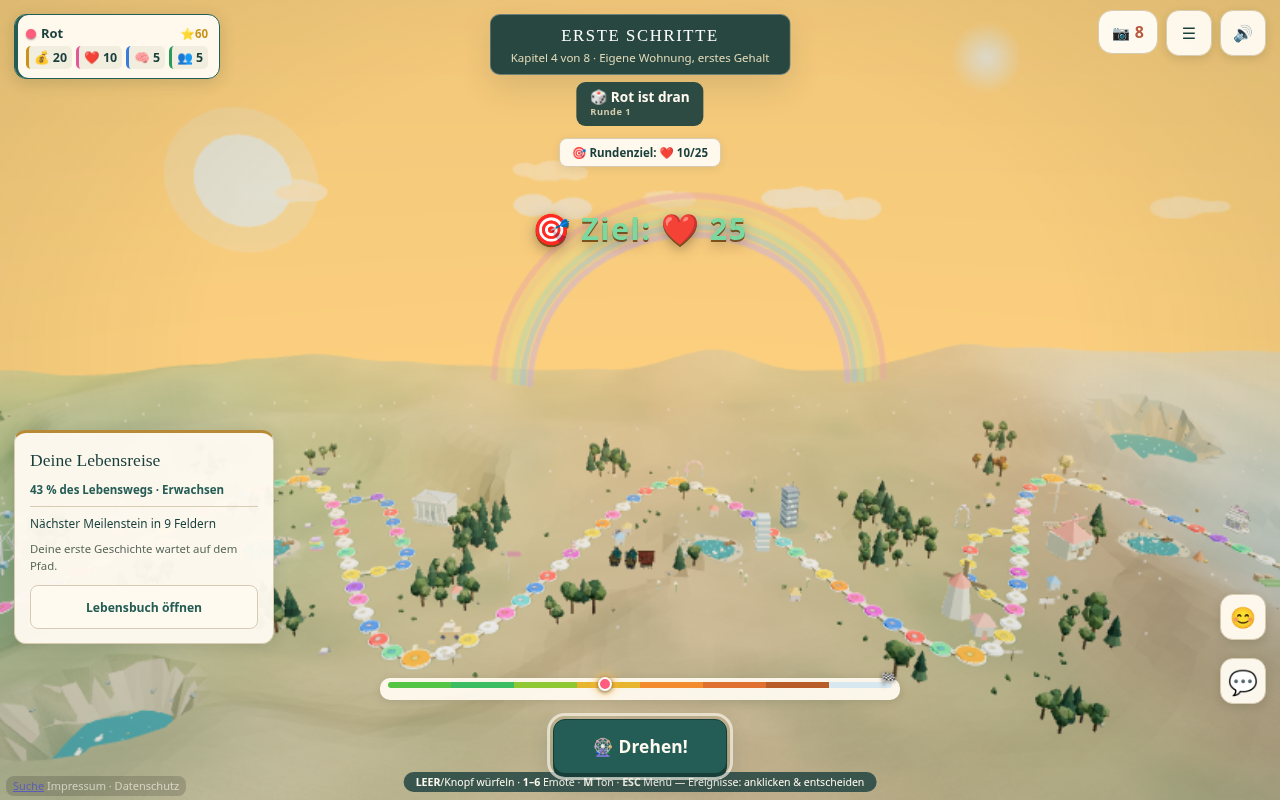 Rot
⭐60
💰 20 ❤️ 10 🧠 5 👥 5
ERSTE SCHRITTE
Kapitel 4 von 8 · Eigene Wohnung, erstes Gehalt
🎲 Rot ist dran
Runde 1
🎯 Rundenziel: ❤️ 10/25
🎯 Ziel: ❤️ 25
📷 8
Deine Lebensreise
43 % des Lebenswegs · Erwachsen
Nächster Meilenstein in 9 Feldern
Deine erste Geschichte wartet auf dem
Pfad.
Lebensbuch öffnen
🎡 Drehen!
LEER/Knopf würfeln · 1–6 Emote · M Ton · ESC Menü — Ereignisse: anklicken & entscheiden
Suche Impressum · Datenschutz